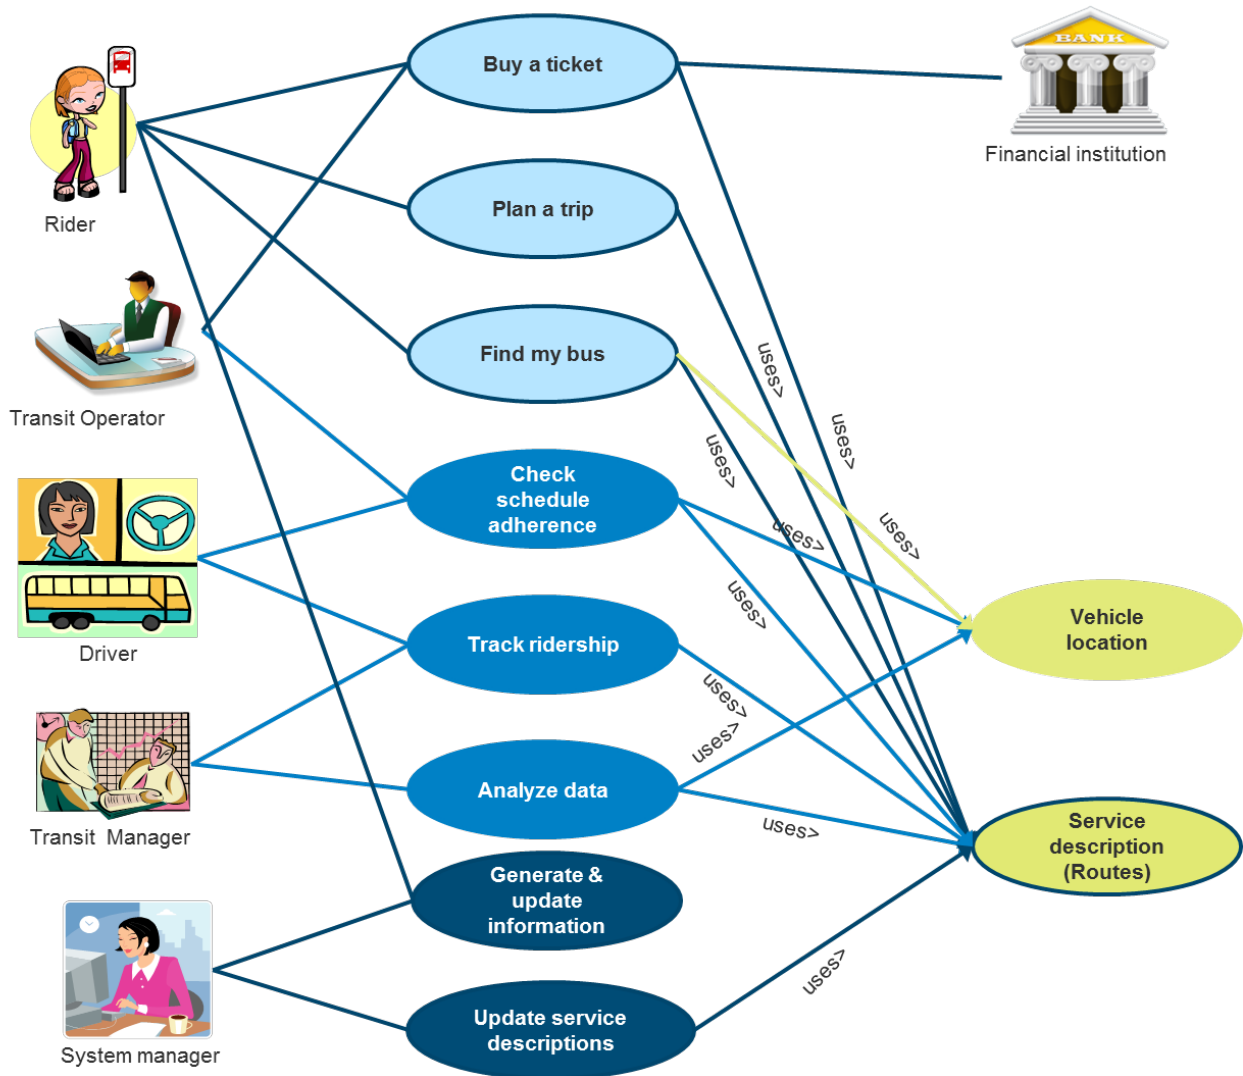 Buy a ticket
BANK
Financial institution
Rider
Plan a trip
Transit Operator
Find my bus
uses>
uses>
uses>
uses>
uses>
Check
schedule
adherence
uses>
Driver
Track ridership
Vehicle
location
uses>
uses>
Transit  Manager
Analyze data
uses>
Service
description
(Routes)
Generate &
update
information
uses>
System manager
Update service
descriptions